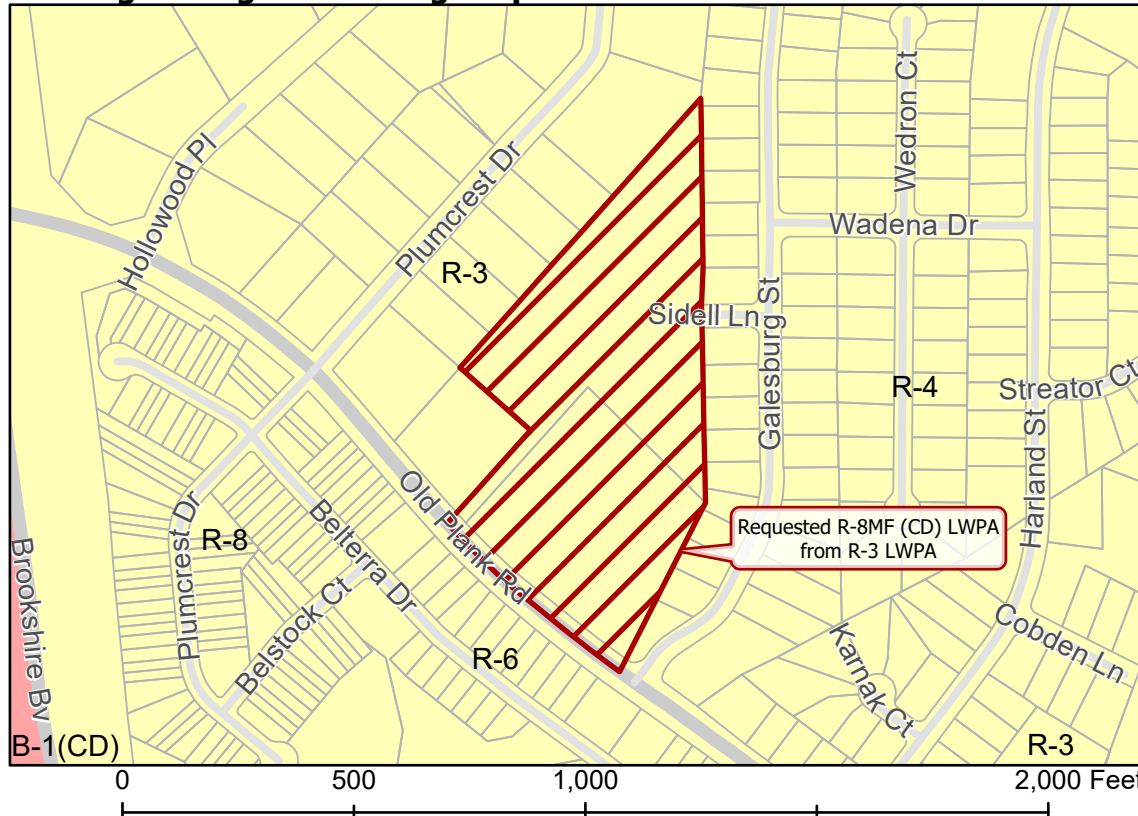 Wedron Ct
Hollowood Pl
Plumcrest Dr
Wadena Dr
R-3
Sidell Ln
Galesburg St
R-4
Streator Ct
Harland St
Old Plank Rd
Requested R-8MF (CD) LWPA
from R-3 LWPA
R-8
Plumcrest Dr
Belterra Dr
Belstock Ct
Brookshire Bv
R-6
Karnak Ct
Cobden Ln
B-1(CD)
R-3
0 500 1,000 2,000 Feet